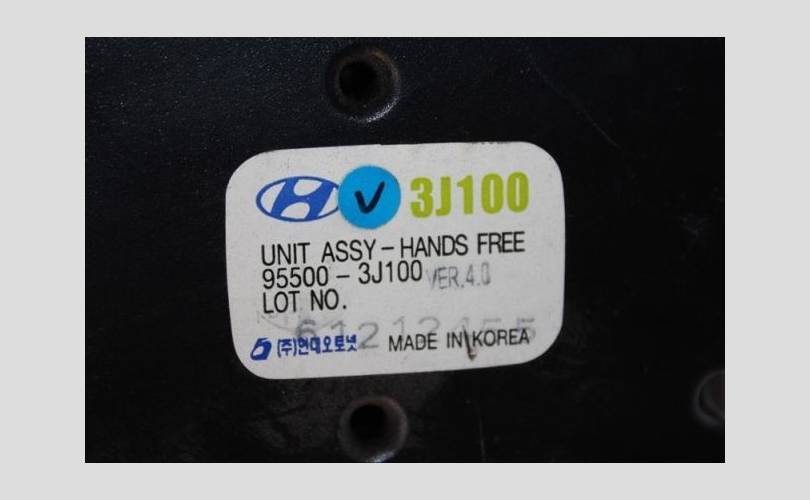 3J100
UNIT ASSY - HANDS FREE
95500 - 3J100 VER.4.0
LOT NO.
(주)현대오토넷 MADE IN KOREA